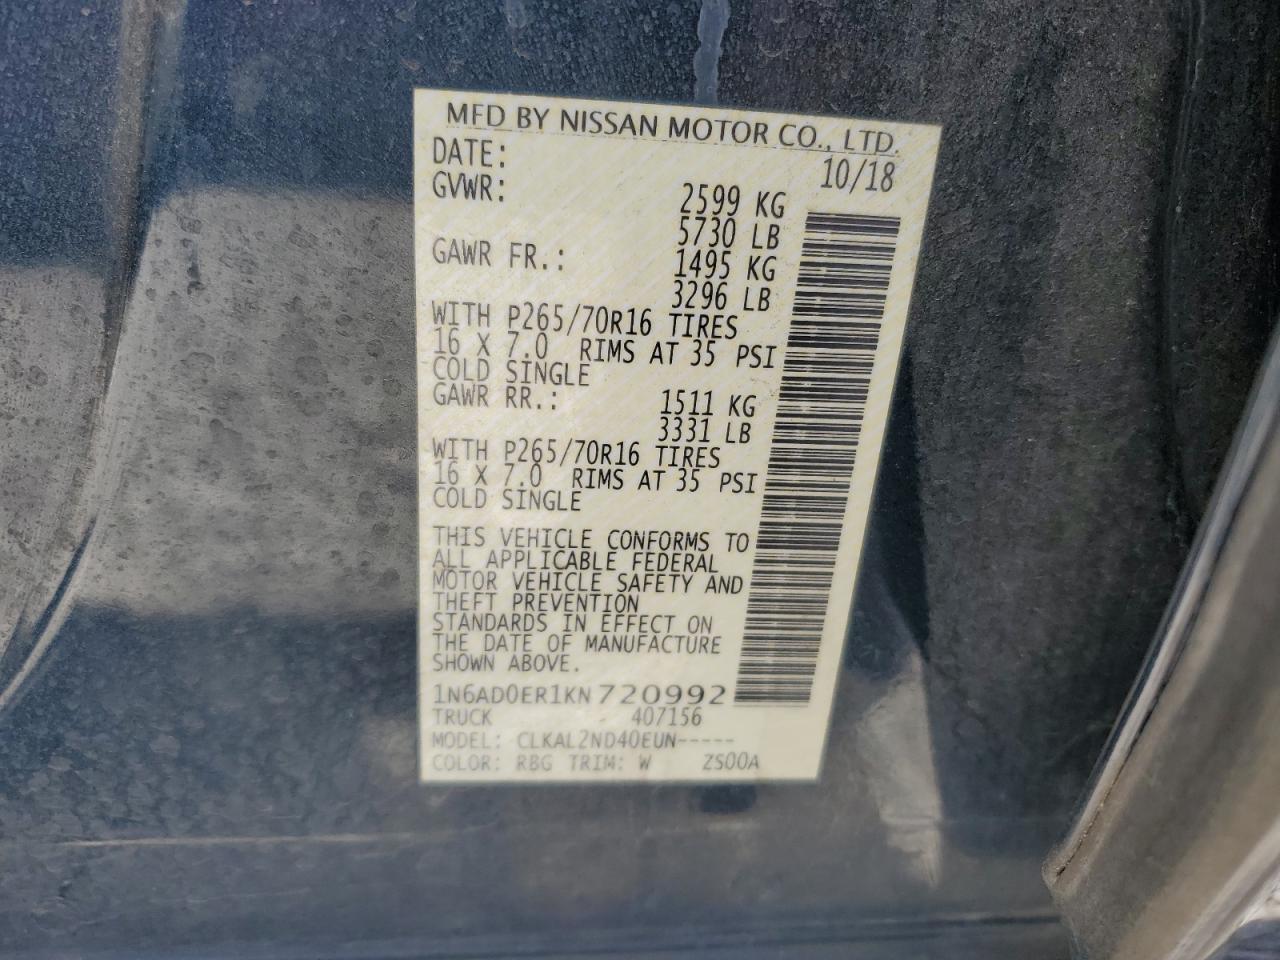 MFD BY NISSAN MOTOR CO., LTD.
DATE: 10/18
GVWR: 2599 KG
5730 LB
GAWR FR.: 1495 KG
3296 LB
WITH P265/70R16 TIRES
16 X 7.0 RIMS AT 35 PSI
COLD SINGLE
GAWR RR.: 1511 KG
3331 LB
WITH P265/70R16 TIRES
16 X 7.0 RIMS AT 35 PSI
COLD SINGLE
THIS VEHICLE CONFORMS TO
ALL APPLICABLE FEDERAL
MOTOR VEHICLE SAFETY AND
THEFT PREVENTION
STANDARDS IN EFFECT ON
THE DATE OF MANUFACTURE
SHOWN ABOVE.
1N6AD0ER1KN720992
TRUCK 407156
MODEL: CLKAL2ND40EUN-----
COLOR: RBG TRIM: W ZS00A